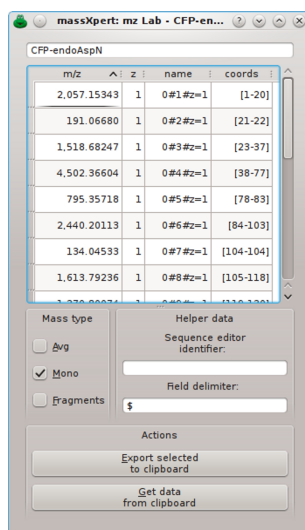 massXpert: mz Lab - CFP-en...
CFP-endoAspN
m/z z name coords
2,057.15343 1 0#1#z=1 [1-20]
191.06680 1 0#2#z=1 [21-22]
1,518.68247 1 0#3#z=1 [23-37]
4,502.36604 1 0#4#z=1 [38-77]
795.35718 1 0#5#z=1 [78-83]
2,440.20113 1 0#6#z=1 [84-103]
134.04533 1 0#7#z=1 [104-104]
1,613.79236 1 0#8#z=1 [105-118]
Mass type
Avg
Mono
Fragments
Helper data
Sequence editor
identifier:
Field delimiter:
$
Actions
Export selected
to clipboard
Get data
from clipboard